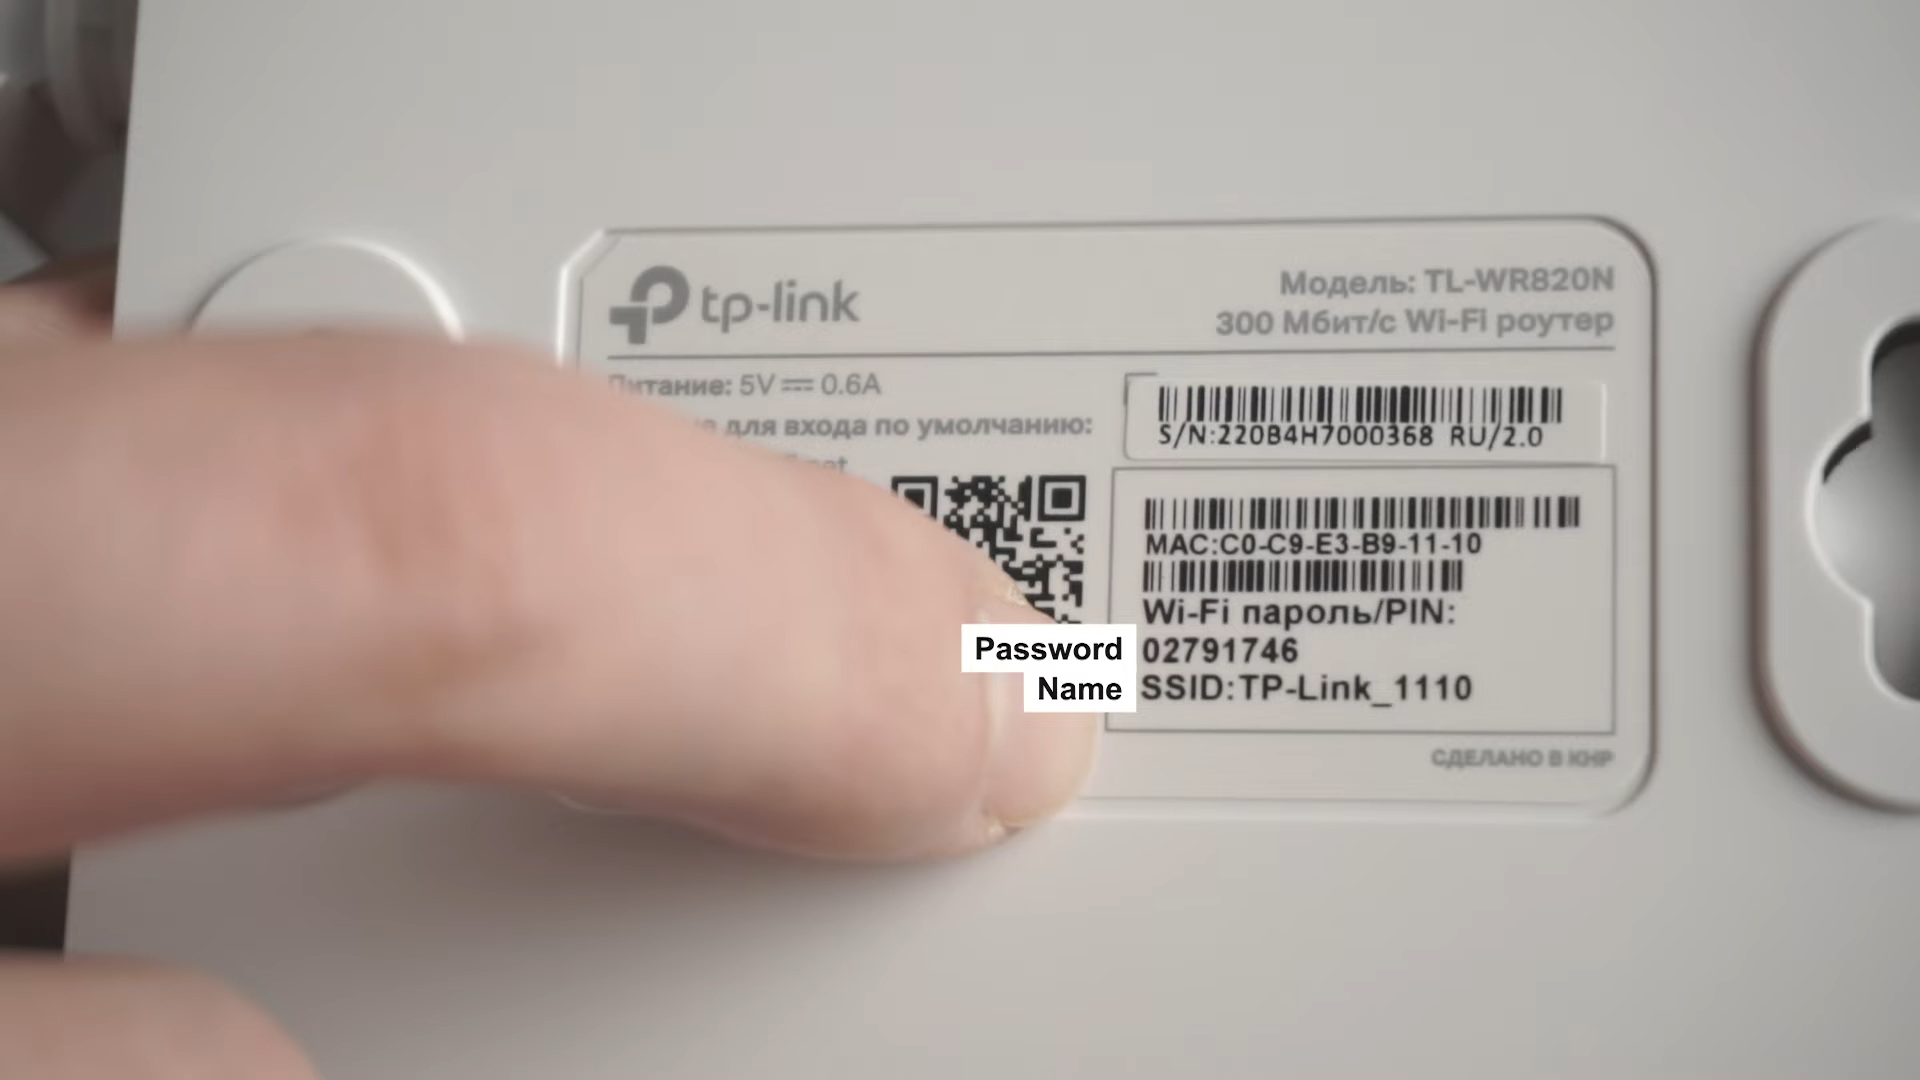 tp-link
Модель: TL-WR820N
300 Мбит/с Wi-Fi роутер
Питание: 5V ⎓ 0.6A
для входа по умолчанию:
S/N:220B4H7000368 RU/2.0
MAC:C0-C9-E3-B9-11-10
Wi-Fi пароль/PIN:
Password 02791746
Name SSID:TP-Link_1110
СДЕЛАНО В КНР